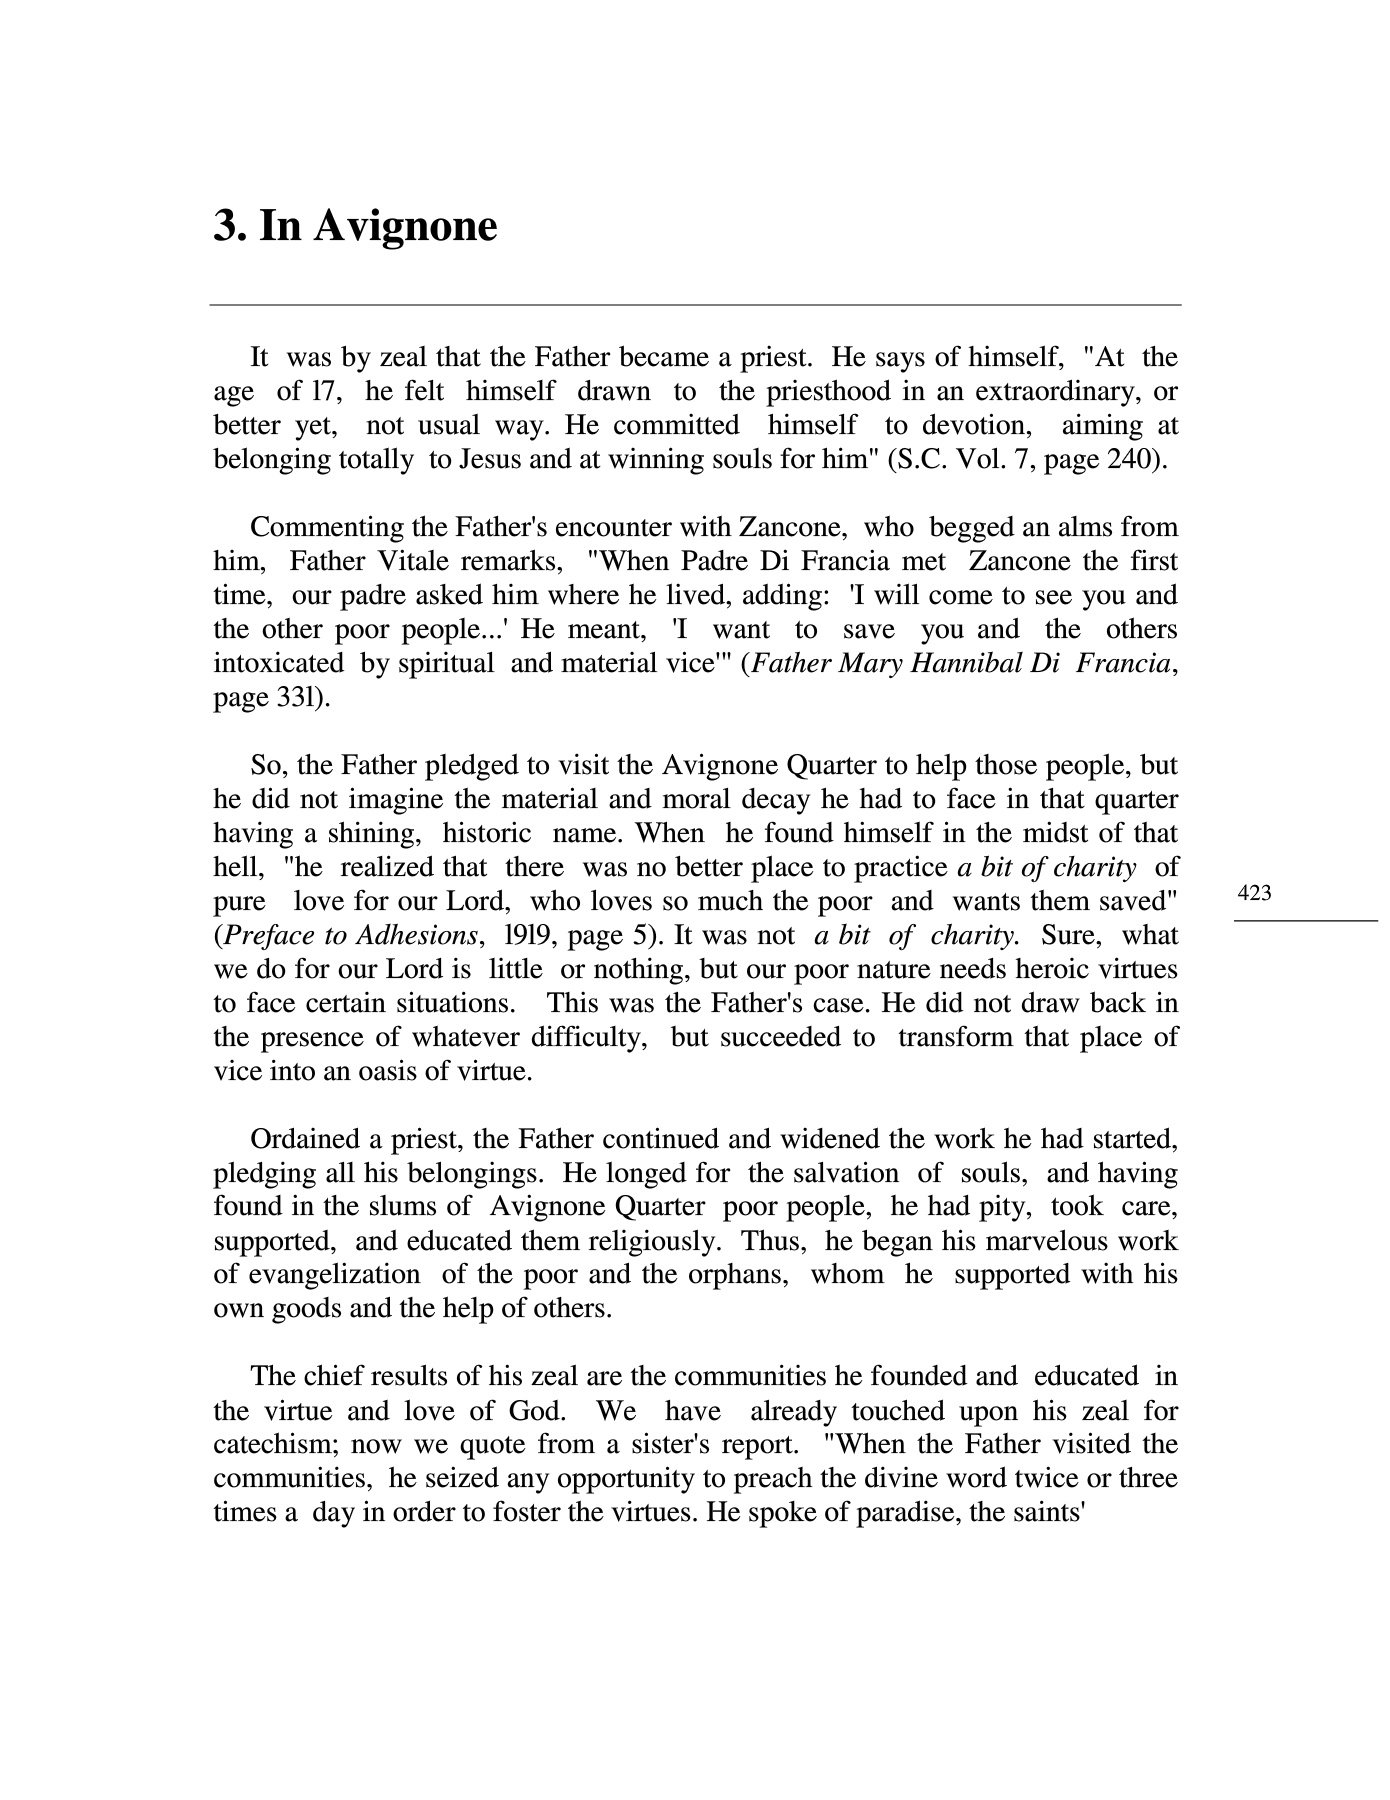 3. In Avignone
It was by zeal that the Father became a priest. He says of himself, "At the
age of 17, he felt himself drawn to the priesthood in an extraordinary, or
better yet, not usual way. He committed himself to devotion, aiming at
belonging totally to Jesus and at winning souls for him" (S.C. Vol. 7, page 240).
Commenting the Father's encounter with Zancone, who begged an alms from
him, Father Vitale remarks, "When Padre Di Francia met Zancone the first
time, our padre asked him where he lived, adding: 'I will come to see you and
the other poor people...' He meant, 'I want to save you and the others
intoxicated by spiritual and material vice'" (Father Mary Hannibal Di Francia,
page 33l).
So, the Father pledged to visit the Avignone Quarter to help those people, but
he did not imagine the material and moral decay he had to face in that quarter
having a shining, historic name. When he found himself in the midst of that
hell, "he realized that there was no better place to practice a bit of charity of
pure love for our Lord, who loves so much the poor and wants them saved"
(Preface to Adhesions, 1919, page 5). It was not a bit of charity. Sure, what
we do for our Lord is little or nothing, but our poor nature needs heroic virtues
to face certain situations. This was the Father's case. He did not draw back in
the presence of whatever difficulty, but succeeded to transform that place of
vice into an oasis of virtue.
423
Ordained a priest, the Father continued and widened the work he had started,
pledging all his belongings. He longed for the salvation of souls, and having
found in the slums of Avignone Quarter poor people, he had pity, took care,
supported, and educated them religiously. Thus, he began his marvelous work
of evangelization of the poor and the orphans, whom he supported with his
own goods and the help of others.
The chief results of his zeal are the communities he founded and educated in
the virtue and love of God. We have already touched upon his zeal for
catechism; now we quote from a sister's report. "When the Father visited the
communities, he seized any opportunity to preach the divine word twice or three
times a day in order to foster the virtues. He spoke of paradise, the saints'